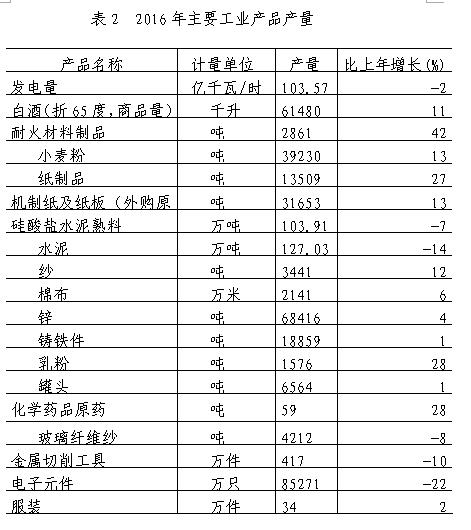 表2 2016年主要工业产品产量
产品名称 计量单位 产量 比上年增长(%)
发电量 亿千瓦/时 103.57 -2
白酒(折65度,商品量) 千升 61480 11
耐火材料制品 吨 2861 42
小麦粉 吨 39230 13
纸制品 吨 13509 27
机制纸及纸板（外购原 吨 31653 13
硅酸盐水泥熟料 万吨 103.91 -7
水泥 万吨 127.03 -14
纱 吨 3441 12
棉布 万米 2141 6
锌 吨 68416 4
铸铁件 吨 18859 1
乳粉 吨 1576 28
罐头 吨 6564 1
化学药品原药 吨 59 28
玻璃纤维纱 吨 4212 -8
金属切削工具 万件 417 -10
电子元件 万只 85271 -22
服装 万件 34 2